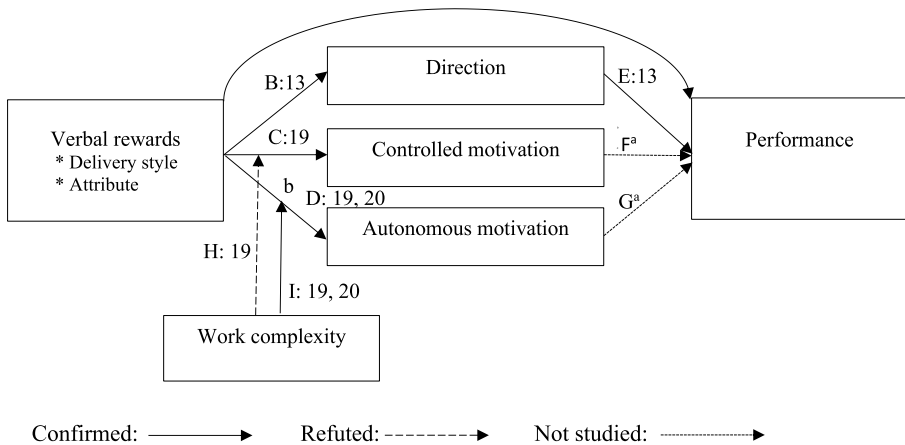 Direction
B:13
E:13
Verbal rewards
* Delivery style
* Attribute
C:19
Controlled motivation
Fᵃ
Performance
b
D: 19, 20
Gᵃ
Autonomous motivation
H: 19
I: 19, 20
Work complexity
Confirmed:
Refuted:
Not studied: